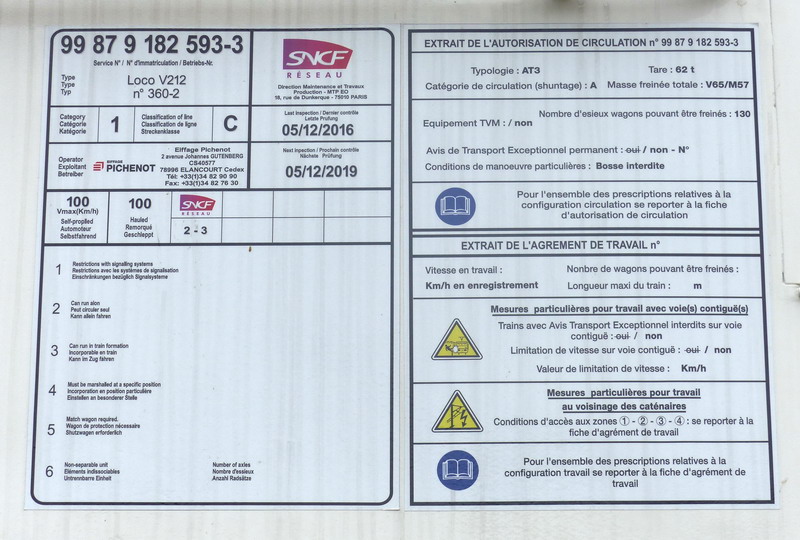 99 87 9 182 593-3
Service N° / N° d'immatriculation / Betriebs-Nr.
Type
Type
Typ
Loco V212
n° 360-2
SNCF
RÉSEAU
Direction Maintenance et Travaux
Production - MTP EO
18, rue de Dunkerque - 75010 PARIS
Category
Catégorie
Kategorie
1
Classification of line
Classification de ligne
Streckenklasse
C
Last Inspection / Dernier contrôle
Letzte Prüfung
05/12/2016
Operator
Exploitant
Betreiber
EIFFAGE
PICHENOT
Eiffage Pichenot
2 avenue Johannes GUTENBERG
CS40577
78996 ELANCOURT Cedex
Tél: +33(1)34 82 90 90
Fax: +33(1)34 82 76 30
Next Inpection / Prochain contrôle
Nächste Prüfung
05/12/2019
100
Vmax(Km/h)
Self-proplled
Automoteur
Selbstfahrend
100
Hauled
Remorqué
Geschleppt
SNCF
RÉSEAU
2 - 3
1
Restrictions with signalling systems
Restrictions avec les systèmes de signalisation
Einschränkungen bezüglich Signalsysteme
2
Can run alon
Peut circuler seul
Kann allein fahren
3
Can run in train formation
Incorporable en train
Kann im Zug fahren
4
Must be marshalled at a specific position
Incorporation en position particulière
Einstellen an besonderer Stelle
5
Match wagon required.
Wagon de protection nécessaire
Shutzwagen erforderlich
6
Non-separable unit
Eléments indissociables
Untrennbarre Einheit
Number of axles
Nombre d'essieux
Anzahl Radsätze
EXTRAIT DE L'AUTORISATION DE CIRCULATION n° 99 87 9 182 593-3
Typologie : AT3
Tare : 62 t
Catégorie de circulation (shuntage) : A
Masse freinée totale : V65/M57
Nombre d'esieux wagons pouvant être freinés : 130
Equipement TVM : / non
Avis de Transport Exceptionnel permanent : oui / non - N°
Conditions de manoeuvre particulières : Bosse interdite
Pour l'ensemble des prescriptions relatives à la
configuration circulation se reporter à la fiche
d'autorisation de circulation
EXTRAIT DE L'AGREMENT DE TRAVAIL n°
Vitesse en travail :
Nonbre de wagons pouvant être freinés :
Km/h en enregistrement
Longueur maxi du train : m
Mesures particulières pour travail avec voie(s) contiguë(s)
Trains avec Avis Transport Exceptionnel interdits sur voie
contiguë : oui / non
Limitation de vitesse sur voie contiguë : oui / non
Valeur de limitation de vitesse : Km/h
Mesures particulières pour travail
au voisinage des caténaires
Conditions d'accès aux zones ① - ② - ③ - ④ : se reporter à la
fiche d'agrément de travail
Pour l'ensemble des prescriptions relatives à la
configuration travail se reporter à la fiche d'agrément de
travail